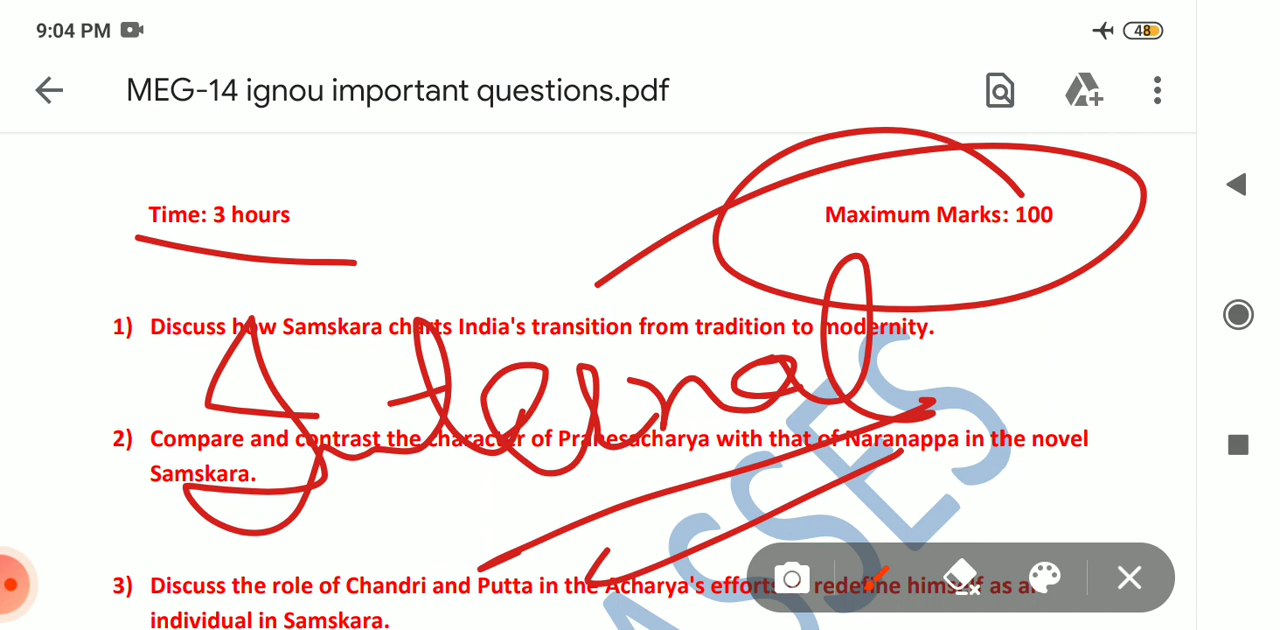 9:04 PM
48
MEG-14 ignou important questions.pdf
Time: 3 hours
Maximum Marks: 100
1) Discuss how Samskara charts India's transition from tradition to modernity.
Internal
2) Compare and contrast the character of Pranesacharya with that of Naranappa in the novel
Samskara.
3) Discuss the role of Chandri and Putta in the Acharya's efforts redefine himself as an
individual in Samskara.
ASSES